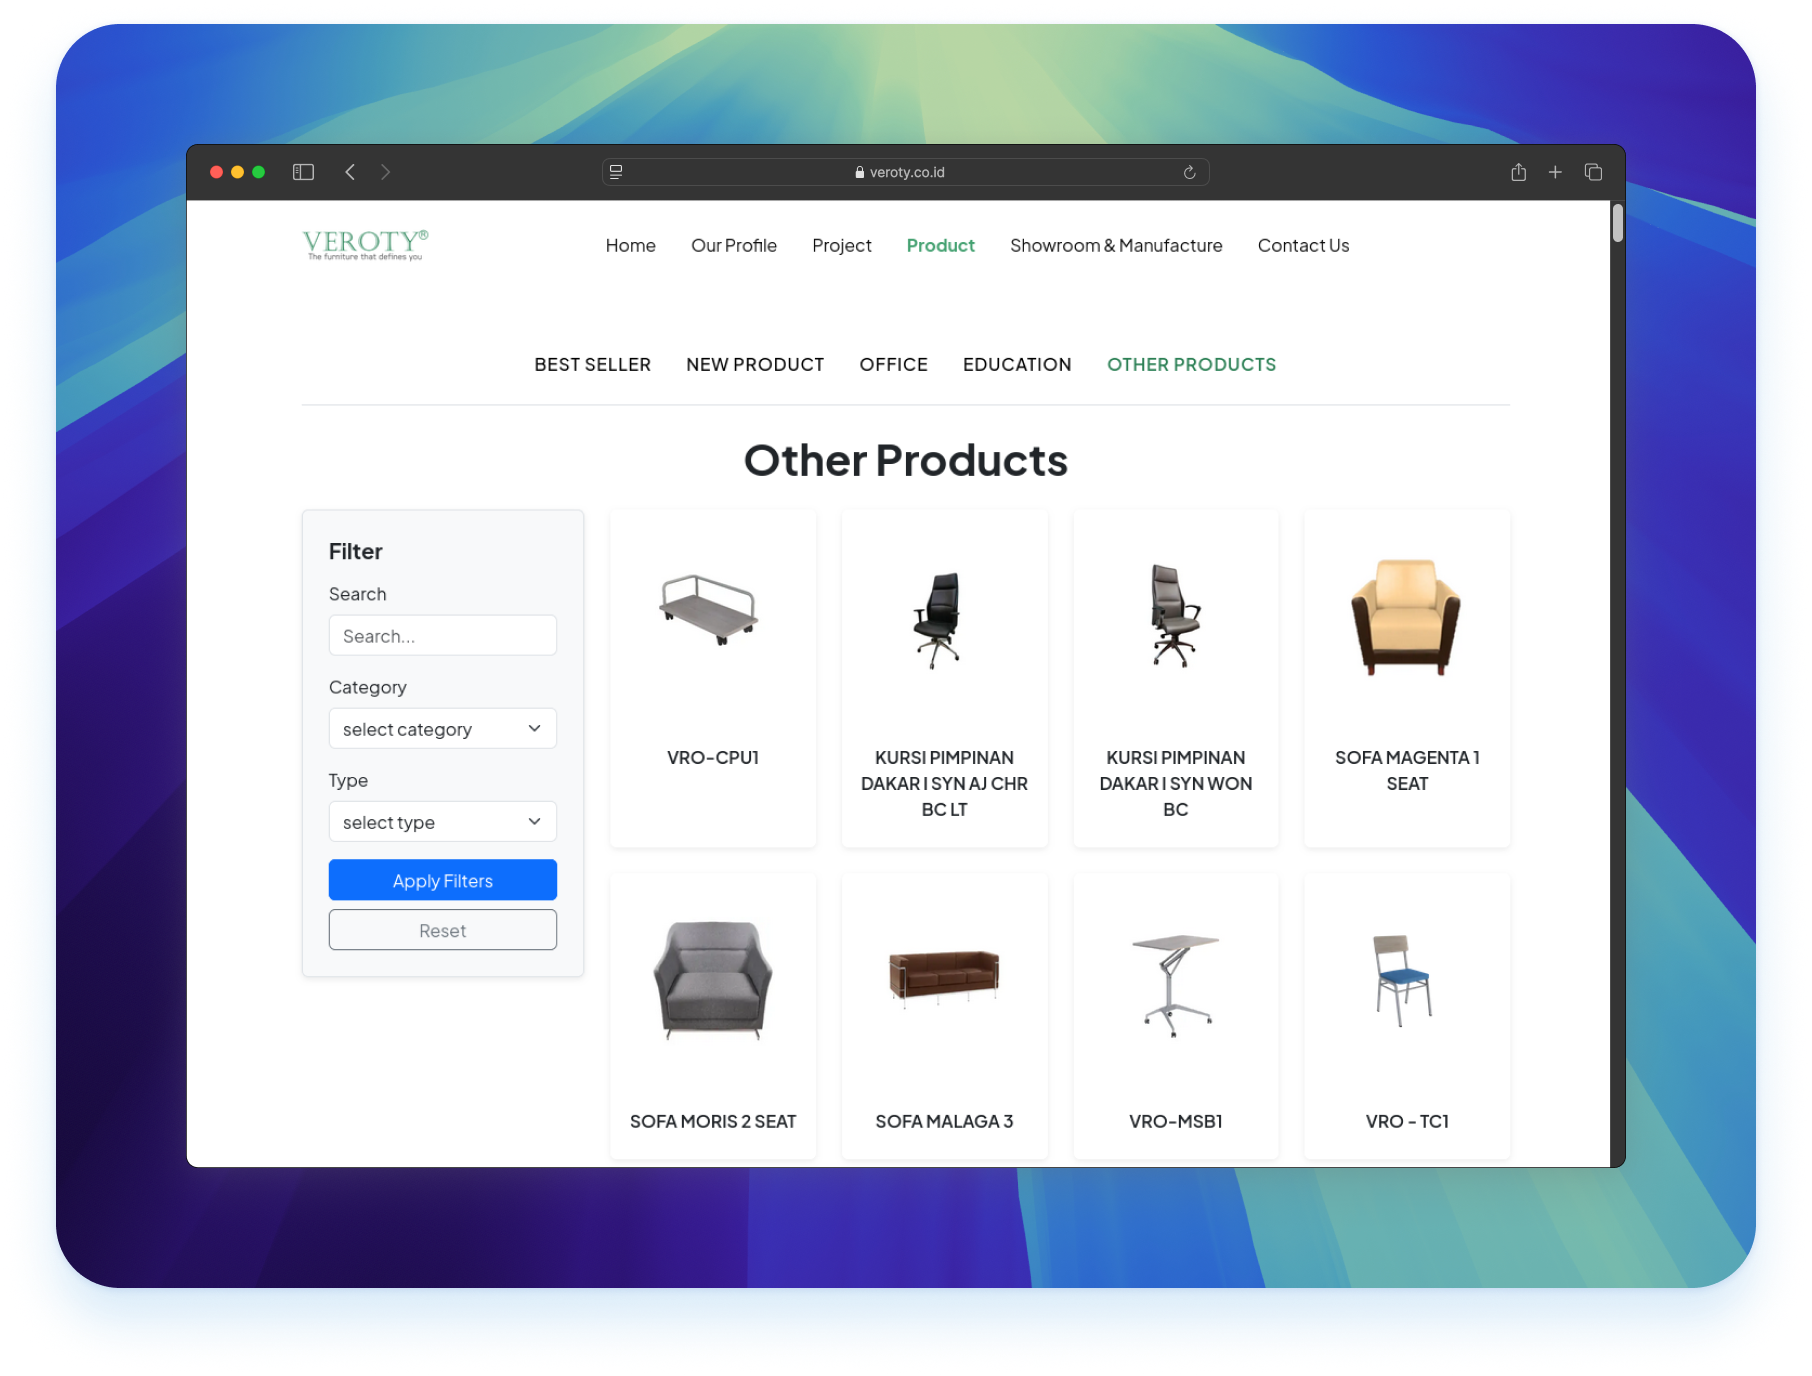 veroty.co.id
VEROTY®
The furniture that defines you
Home Our Profile Project Product Showroom & Manufacture Contact Us
BEST SELLER NEW PRODUCT OFFICE EDUCATION OTHER PRODUCTS
Other Products
Filter
Search
Search...
Category
select category
Type
select type
Apply Filters
Reset
VRO-CPU1
KURSI PIMPINAN
DAKAR I SYN AJ CHR
BC LT
KURSI PIMPINAN
DAKAR I SYN WON
BC
SOFA MAGENTA 1
SEAT
SOFA MORIS 2 SEAT
SOFA MALAGA 3
VRO-MSB1
VRO - TC1